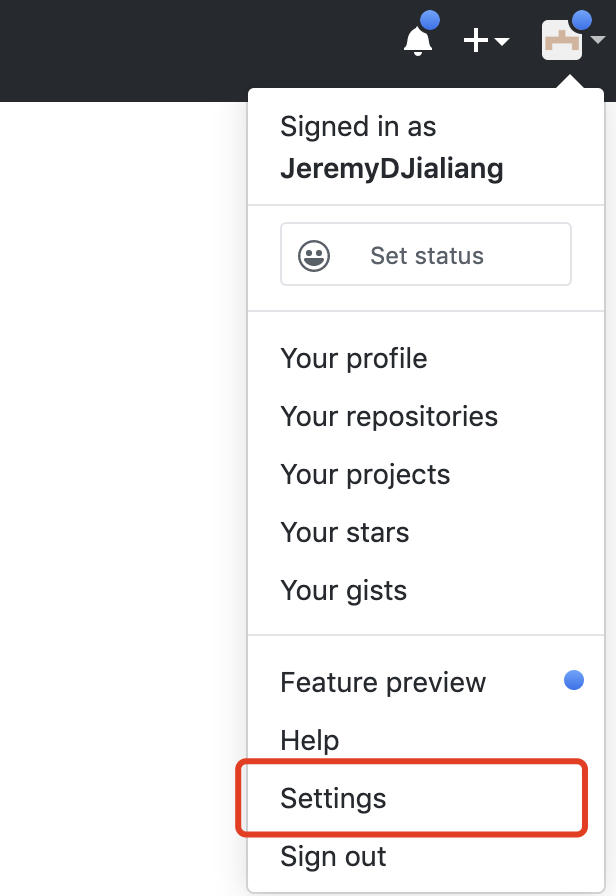 Signed in as
JeremyDJialiang
Set status
Your profile
Your repositories
Your projects
Your stars
Your gists
Feature preview
Help
Settings
Sign out